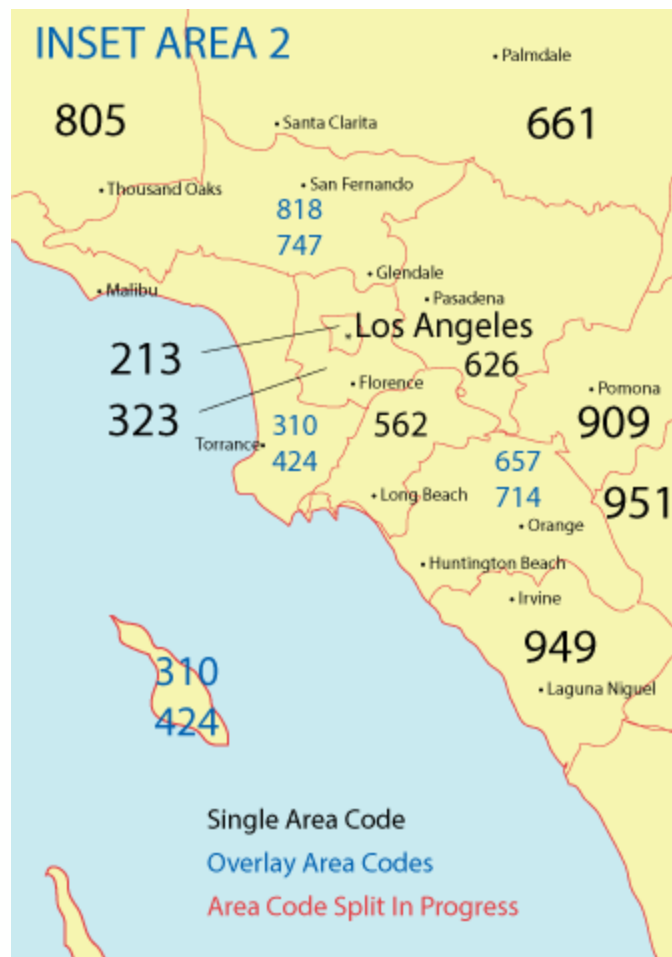 INSET AREA 2
Palmdale
805
Santa Clarita
661
Thousand Oaks
San Fernando
818
747
Glendale
Malibu
Pasadena
Los Angeles
213
626
Florence
Pomona
323
310
562
909
Torrance
424
657
951
Long Beach
714
Orange
Huntington Beach
Irvine
949
310
Laguna Niguel
424
Single Area Code
Overlay Area Codes
Area Code Split In Progress